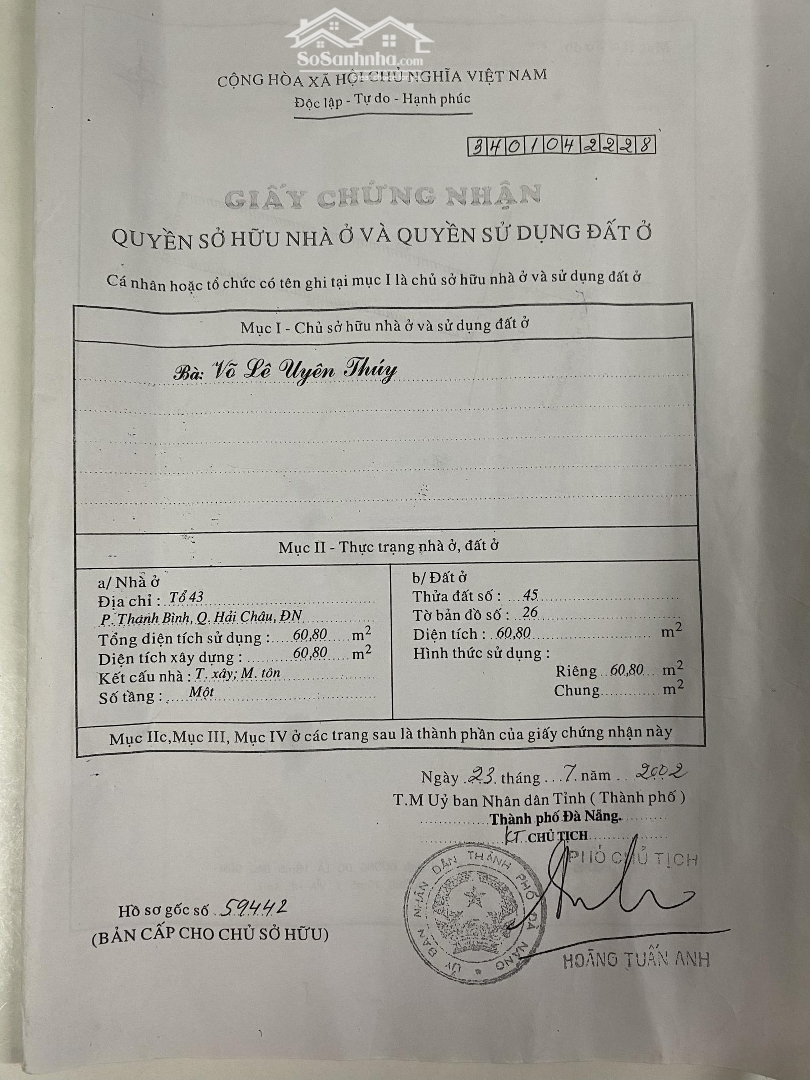 SoSanhnha.com
CỘNG HÒA XÃ HỘI CHỦ NGHĨA VIỆT NAM
Độc lập - Tự do - Hạnh phúc
3401042228
GIẤY CHỨNG NHẬN
QUYỀN SỞ HỮU NHÀ Ở VÀ QUYỀN SỬ DỤNG ĐẤT Ở
Cá nhân hoặc tổ chức có tên ghi tại mục I là chủ sở hữu nhà ở và sử dụng đất ở
Mục I - Chủ sở hữu nhà ở và sử dụng đất ở
Bà: Võ Lê Uyên Thúy
Mục II - Thực trạng nhà ở, đất ở
a/ Nhà ở
Địa chỉ : Tổ 43
P. Thanh Bình, Q. Hải Châu, ĐN
Tổng diện tích sử dụng : 60,80 m2
Diện tích xây dựng : 60,80 m2
Kết cấu nhà : T. xây; M. tôn
Số tầng : Một
b/ Đất ở
Thửa đất số : 45
Tờ bản đồ số : 26
Diện tích : 60,80 m2
Hình thức sử dụng :
Riêng 60,80 m2
Chung m2
Mục IIc,Mục III, Mục IV ở các trang sau là thành phần của giấy chứng nhận này
Ngày 23 tháng 7 năm 2002
T.M Uỷ ban Nhân dân Tỉnh ( Thành phố )
Thành phố Đà Nẵng.
KT. CHỦ TỊCH
PHÓ CHỦ TỊCH
ỦY BAN NHÂN DÂN THÀNH PHỐ ĐÀ NẴNG
HOÀNG TUẤN ANH
Hồ sơ gốc số 59442
(BẢN CẤP CHO CHỦ SỞ HỮU)